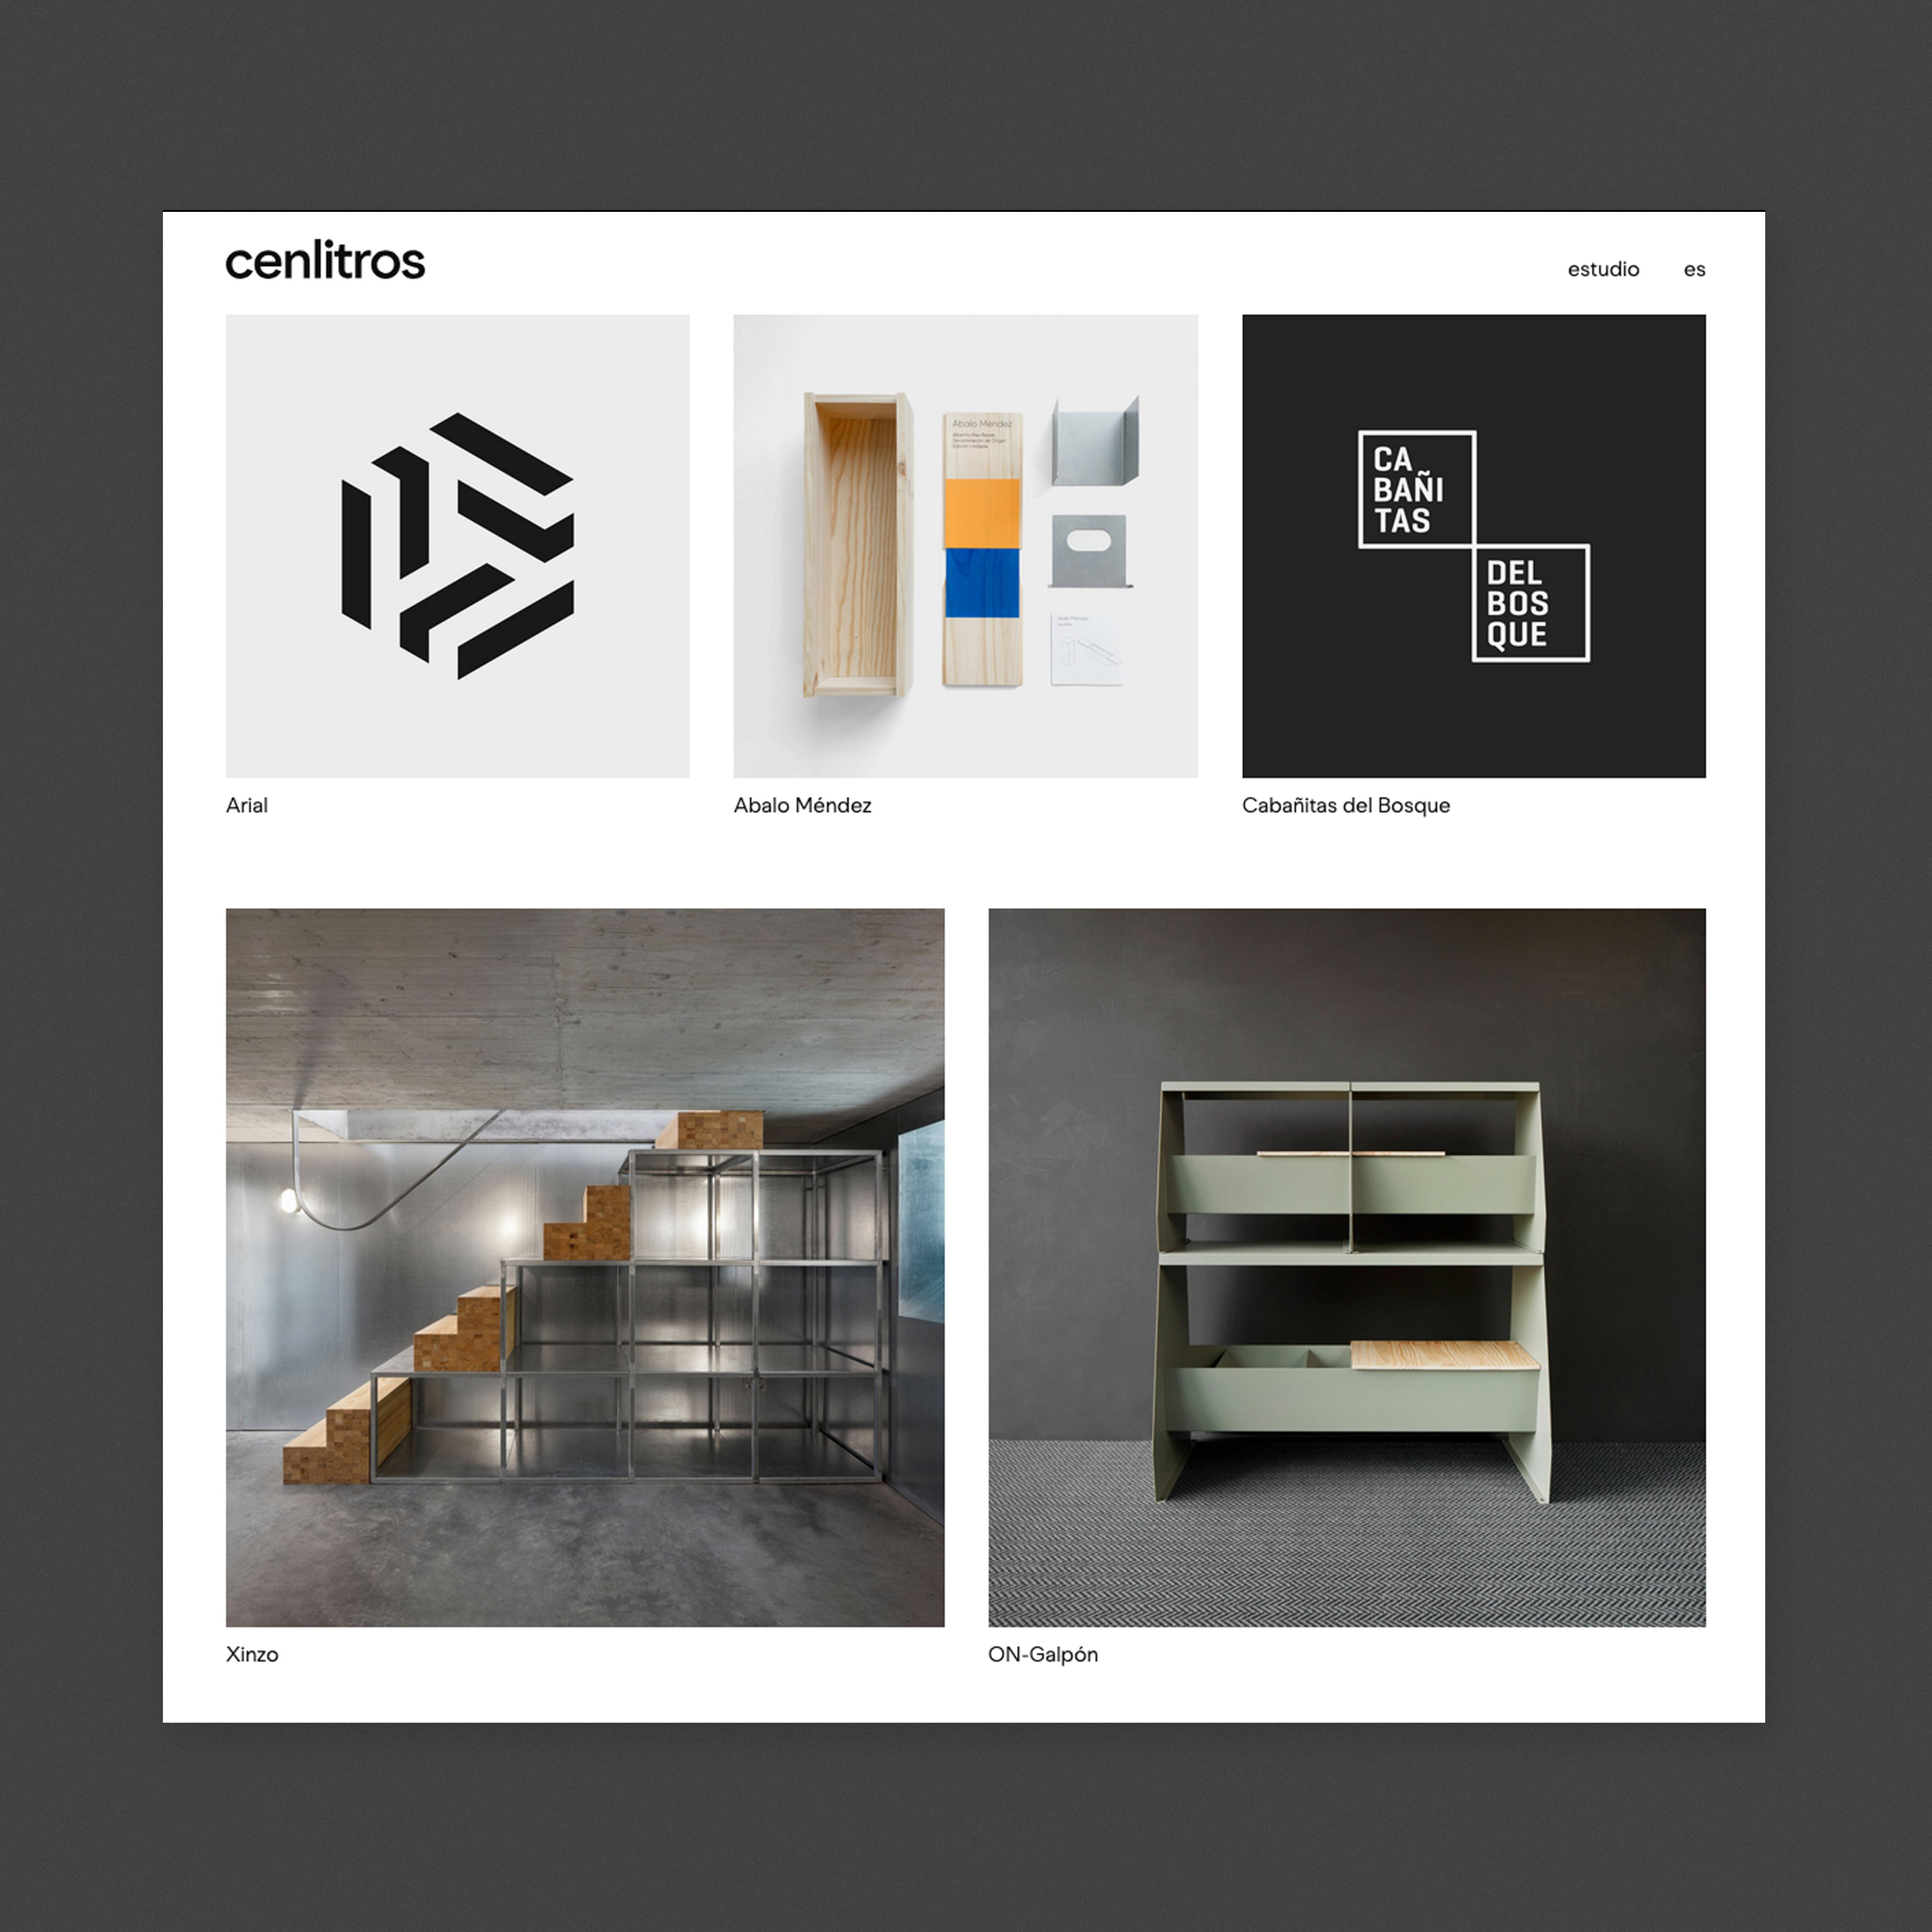 cenlitros
estudio
es
Abalo Méndez
CA
BAÑI
TAS
DEL
BOS
QUE
Arial
Abalo Méndez
Cabañitas del Bosque
Xinzo
ON-Galpón